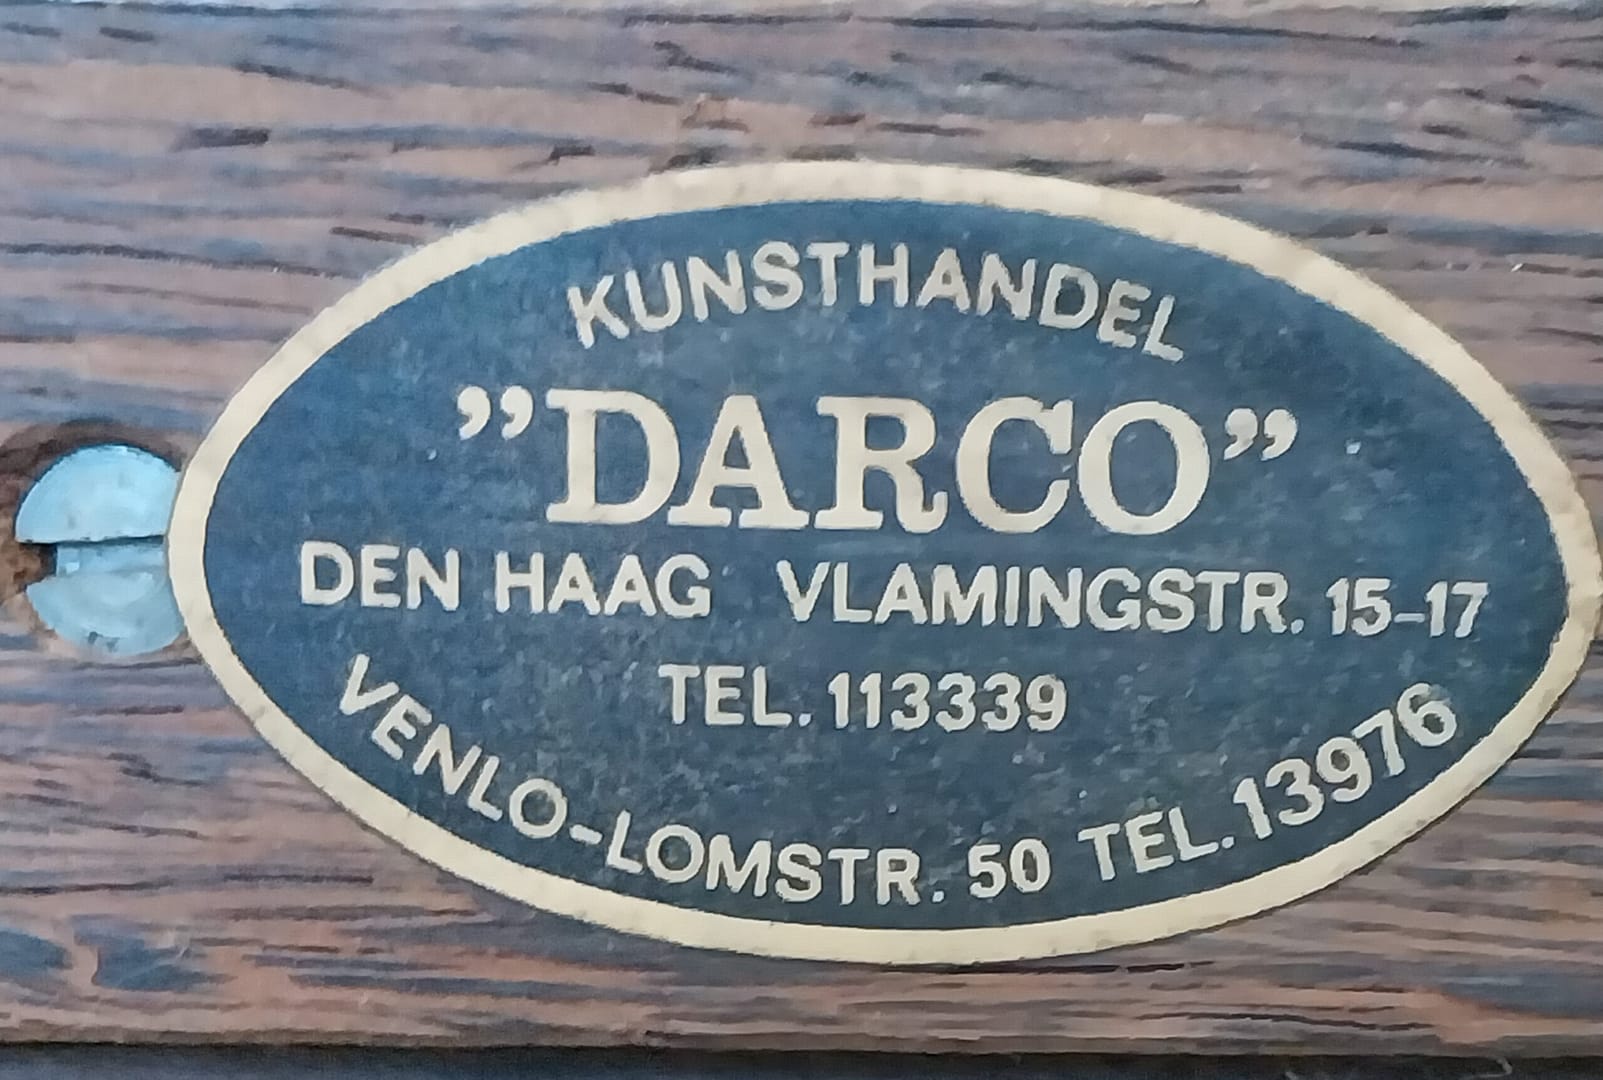 KUNSTHANDEL
”DARCO”
DEN HAAG VLAMINGSTR. 15-17
TEL. 113339
VENLO-LOMSTR. 50 TEL. 13976